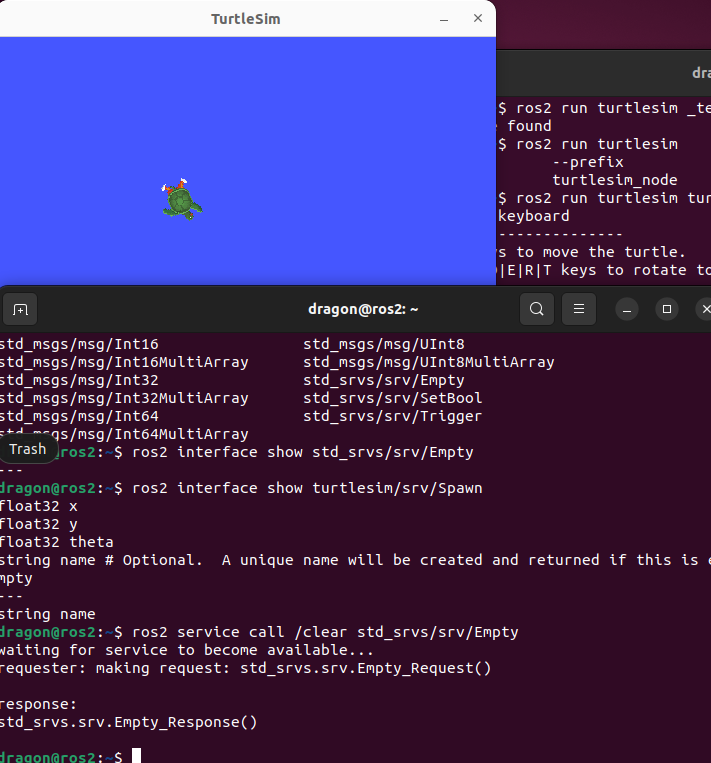 TurtleSim
dra
$ ros2 run turtlesim _te
found
$ ros2 run turtlesim
--prefix
turtlesim_node
$ ros2 run turtlesim tur
keyboard
--------------
s to move the turtle.
|E|R|T keys to rotate to
dragon@ros2: ~
std_msgs/msg/Int16 std_msgs/msg/UInt8
std_msgs/msg/Int16MultiArray std_msgs/msg/UInt8MultiArray
std_msgs/msg/Int32 std_srvs/srv/Empty
std_msgs/msg/Int32MultiArray std_srvs/srv/SetBool
std_msgs/msg/Int64 std_srvs/srv/Trigger
std_msgs/msg/Int64MultiArray
Trash
ros2:~$ ros2 interface show std_srvs/srv/Empty
---
dragon@ros2:~$ ros2 interface show turtlesim/srv/Spawn
float32 x
float32 y
float32 theta
string name # Optional.  A unique name will be created and returned if this is e
mpty
---
string name
dragon@ros2:~$ ros2 service call /clear std_srvs/srv/Empty
waiting for service to become available...
requester: making request: std_srvs.srv.Empty_Request()
response:
std_srvs.srv.Empty_Response()
dragon@ros2:~$